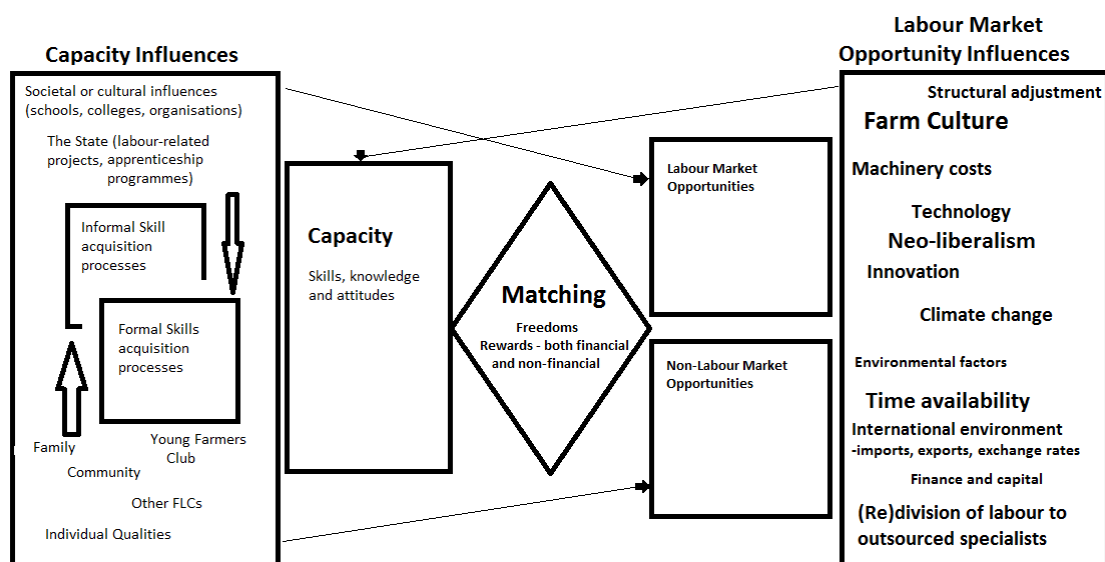 Capacity Influences
Societal or cultural influences
(schools, colleges, organisations)
The State (labour-related
projects, apprenticeship
programmes)
Informal Skill
acquisition
processes
Formal Skills
acquisition
processes
Family
Young Farmers
Club
Community
Other FLCs
Individual Qualities
Capacity
Skills, knowledge
and attitudes
Matching
Freedoms
Rewards - both financial
and non-financial
Labour Market
Opportunities
Non-Labour Market
Opportunities
Labour Market
Opportunity Influences
Structural adjustment
Farm Culture
Machinery costs
Technology
Neo-liberalism
Innovation
Climate change
Environmental factors
Time availability
International environment
-imports, exports, exchange rates
Finance and capital
(Re)division of labour to
outsourced specialists